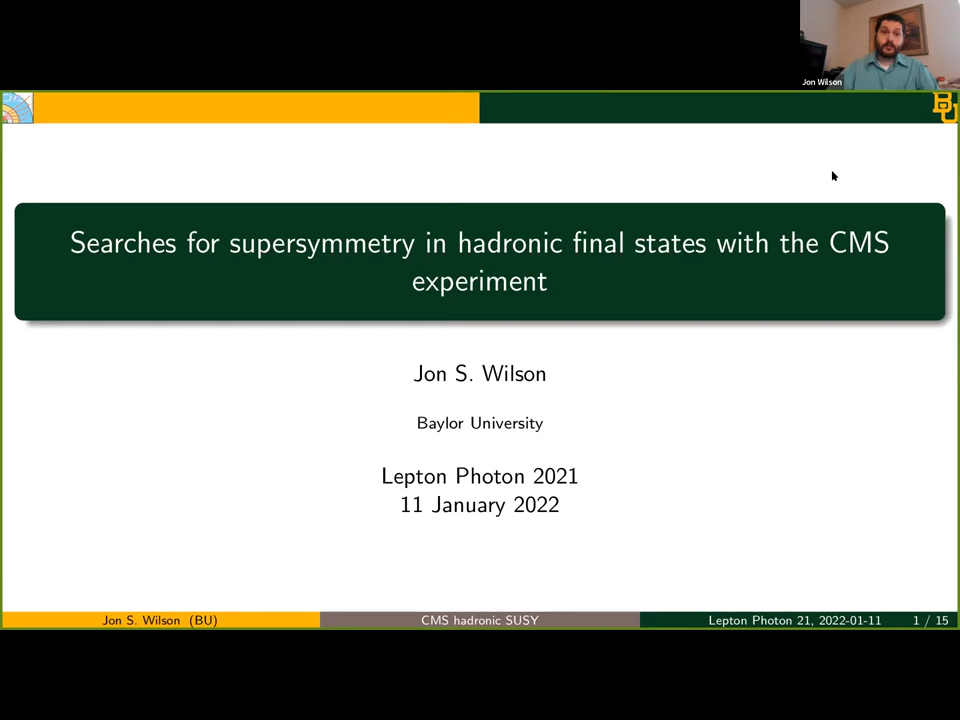 Jon Wilson
BU
Searches for supersymmetry in hadronic final states with the CMS
experiment
Jon S. Wilson
Baylor University
Lepton Photon 2021
11 January 2022
Jon S. Wilson (BU)
CMS hadronic SUSY
Lepton Photon 21, 2022-01-11
1 / 15